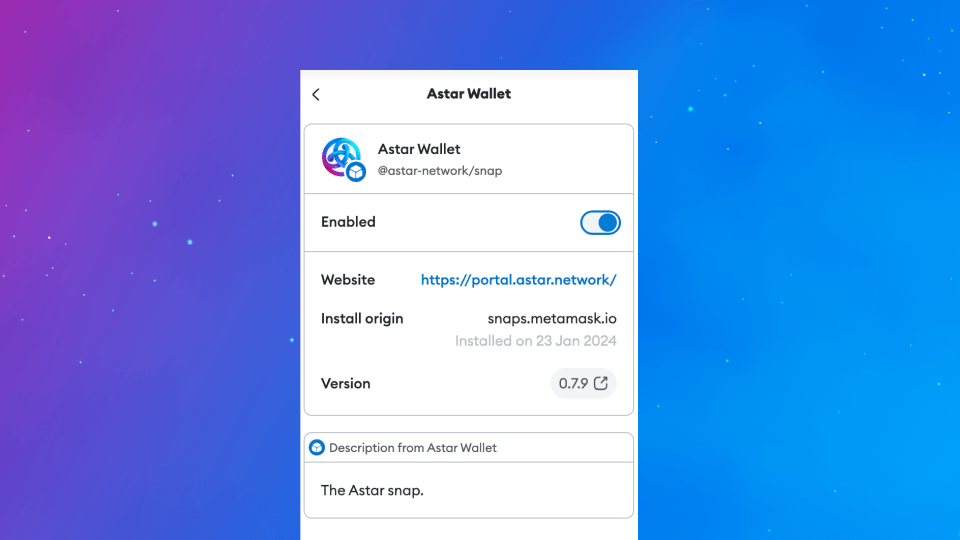 Astar Wallet
Astar Wallet
@astar-network/snap
Enabled
Website https://portal.astar.network/
Install origin snaps.metamask.io
Installed on 23 Jan 2024
Version 0.7.9
Description from Astar Wallet
The Astar snap.